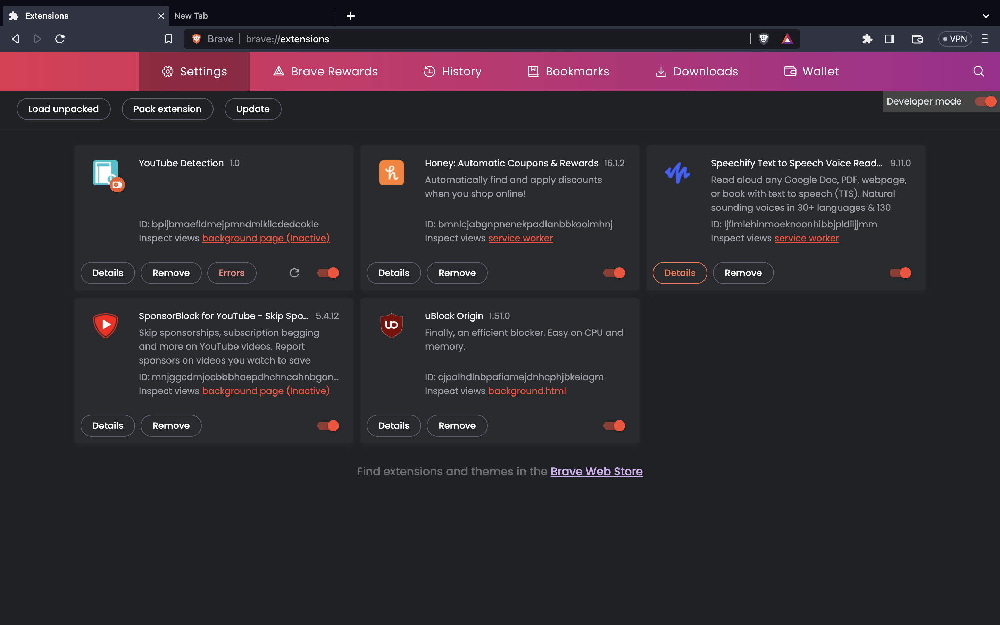 Extensions
New Tab
Brave
brave://extensions
VPN
Settings
Brave Rewards
History
Bookmarks
Downloads
Wallet
Load unpacked
Pack extension
Update
Developer mode
YouTube Detection 1.0
ID: bpijbmaefldmejpmndmlkilcdedcokle
Inspect views background page (Inactive)
Details
Remove
Errors
h
Honey: Automatic Coupons & Rewards 16.1.2
Automatically find and apply discounts
when you shop online!
ID: bmnlcjabgnpnenekpadlanbbkooimhnj
Inspect views service worker
Details
Remove
Speechify Text to Speech Voice Read... 9.11.0
Read aloud any Google Doc, PDF, webpage,
or book with text to speech (TTS). Natural
sounding voices in 30+ languages & 130
ID: ljflmlehinmoeknoonhibbjpldiijjmm
Inspect views service worker
Details
Remove
SponsorBlock for YouTube - Skip Spo... 5.4.12
Skip sponsorships, subscription begging
and more on YouTube videos. Report
sponsors on videos you watch to save
ID: mnjggcdmjocbbbhaepdhchncahnbgon...
Inspect views background page (Inactive)
Details
Remove
uo
uBlock Origin 1.51.0
Finally, an efficient blocker. Easy on CPU and
memory.
ID: cjpalhdlnbpafiamejdnhcphjbkeiagm
Inspect views background.html
Details
Remove
Find extensions and themes in the Brave Web Store